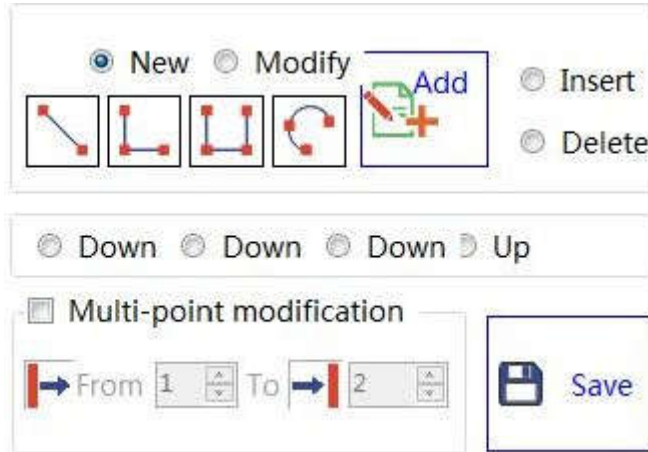 New Modify Add Insert
Delete
Down Down Down Up
Multi-point modification
From 1 To 2 Save